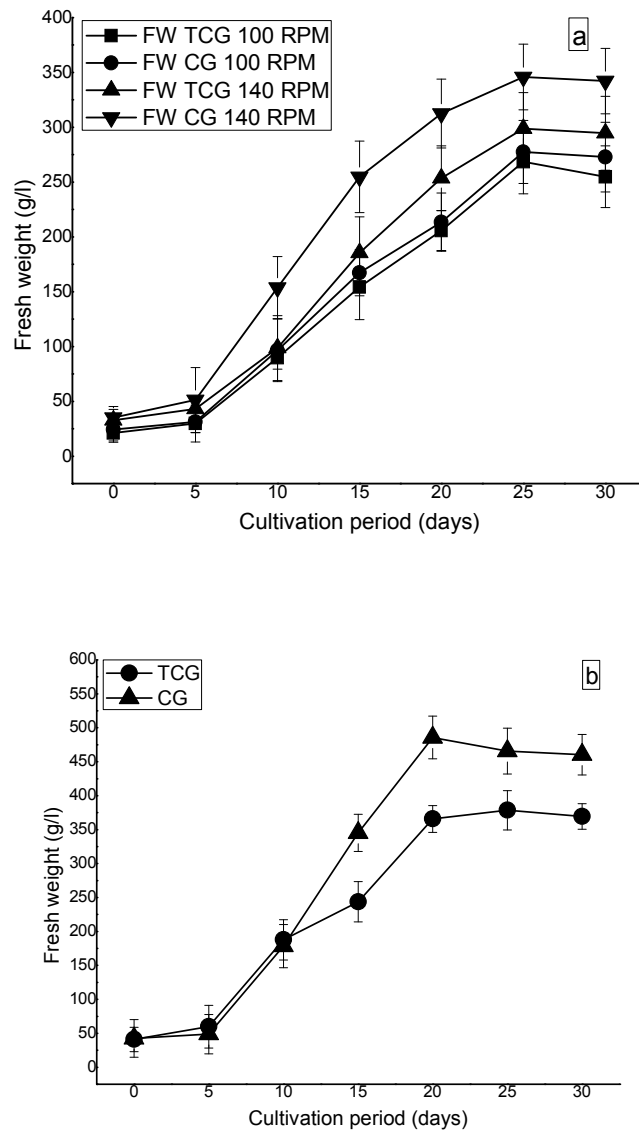 a
FW TCG 100 RPM
FW CG 100 RPM
FW TCG 140 RPM
FW CG 140 RPM
400
350
300
250
200
150
100
50
0
Fresh weight (g/l)
0 5 10 15 20 25 30
Cultivation period (days)
b
TCG
CG
600
550
500
450
400
350
300
250
200
150
100
50
0
Fresh weight (g/l)
0 5 10 15 20 25 30
Cultivation period (days)